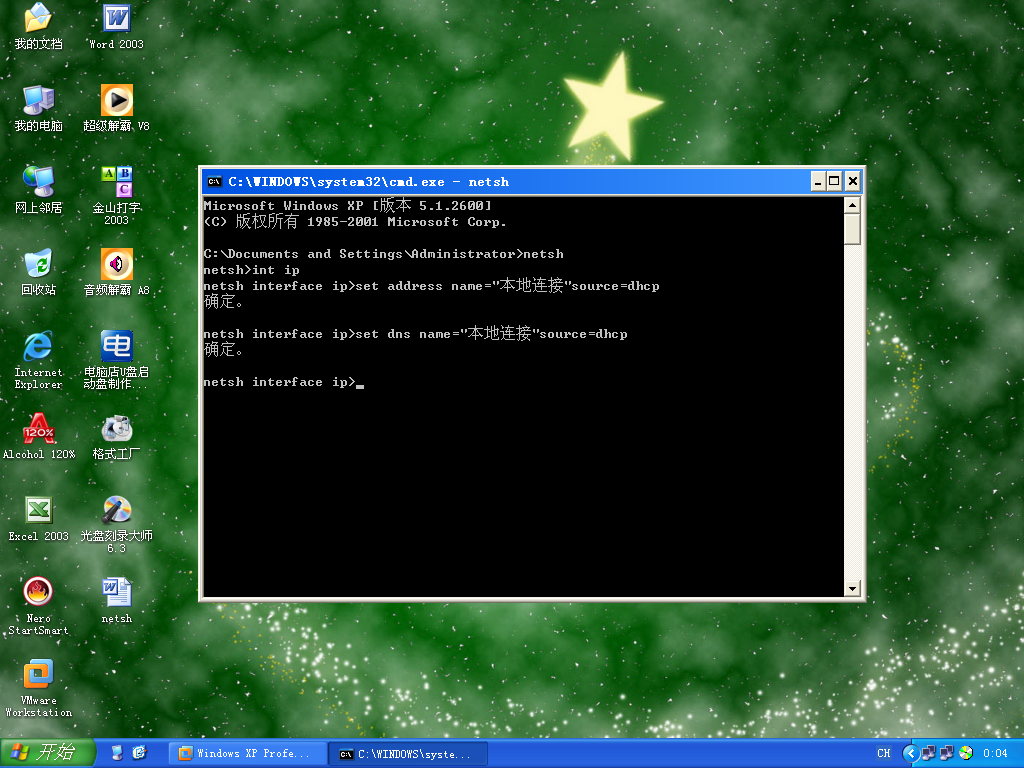 我的文档
Word 2003
我的电脑
超级解霸 V8
网上邻居
金山打字
2003
回收站
音频解霸 A8
Internet
Explorer
电脑店U盘启
动盘制作...
Alcohol 120%
格式工厂
Excel 2003
光盘刻录大师
6.3
Nero
StartSmart
netsh
VMware
Workstation
C:\WINDOWS\system32\cmd.exe - netsh
Microsoft Windows XP [版本 5.1.2600]
(C) 版权所有 1985-2001 Microsoft Corp.
C:\Documents and Settings\Administrator>netsh
netsh>int ip
netsh interface ip>set address name="本地连接"source=dhcp
确定。
netsh interface ip>set dns name="本地连接"source=dhcp
确定。
netsh interface ip>_
开始
Windows XP Profe...
C:\WINDOWS\syste...
CH
0:04